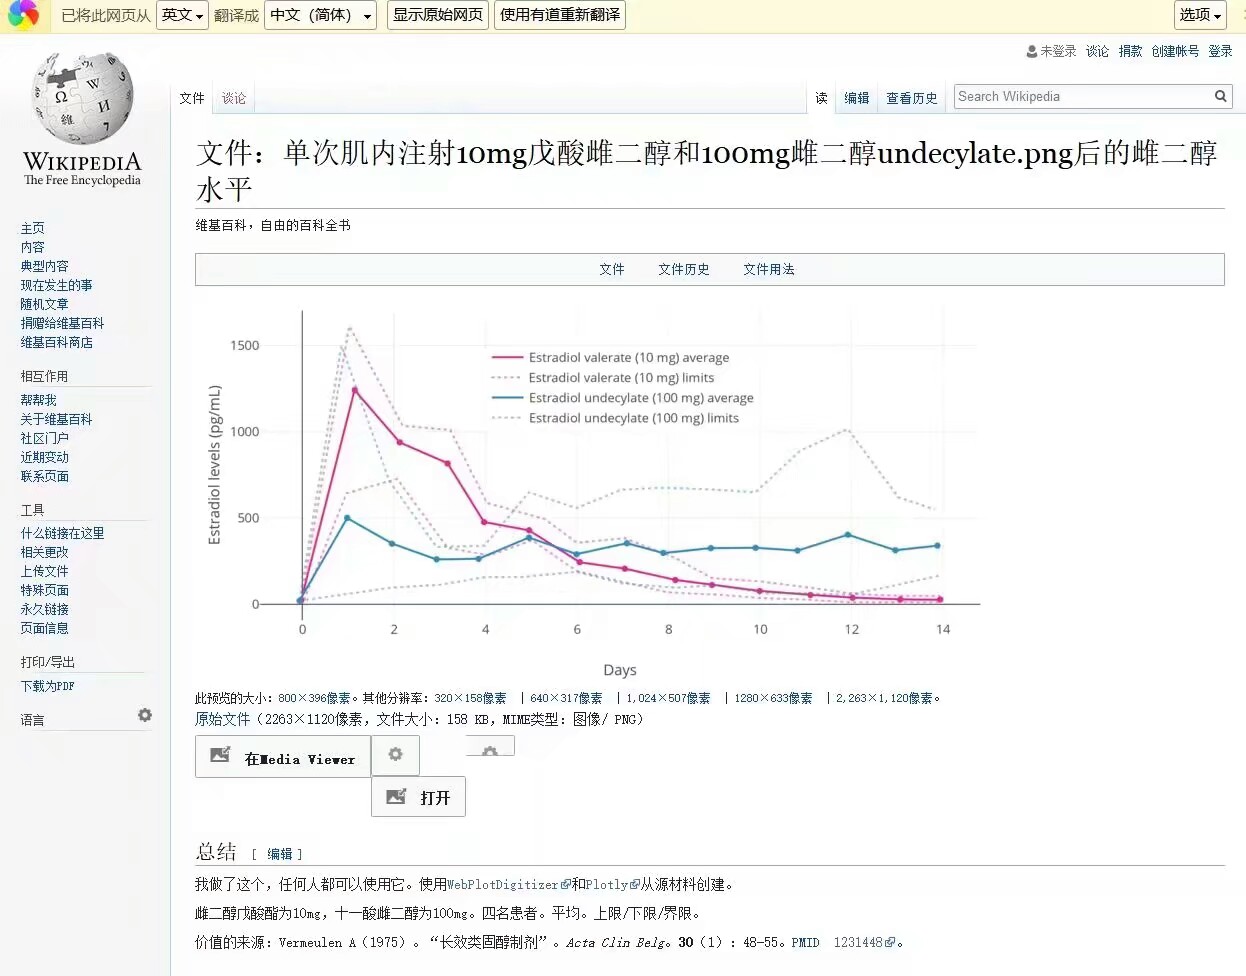 已将此网页从 英文 翻译成 中文（简体） 显示原始网页 使用有道重新翻译 选项
未登录 谈论 捐款 创建帐号 登录
文件 谈论 读 编辑 查看历史 Search Wikipedia
WIKIPEDIA
The Free Encyclopedia
主页
内容
典型内容
现在发生的事
随机文章
捐赠给维基百科
维基百科商店
相互作用
帮帮我
关于维基百科
社区门户
近期变动
联系页面
工具
什么链接在这里
相关更改
上传文件
特殊页面
永久链接
页面信息
打印/导出
下载为PDF
语言
文件：单次肌内注射10mg戊酸雌二醇和100mg雌二醇undecylate.png后的雌二醇
水平
维基百科，自由的百科全书
文件 文件历史 文件用法
Estradiol levels (pg/mL)
1500
1000
500
0
Estradiol valerate (10 mg) average
Estradiol valerate (10 mg) limits
Estradiol undecylate (100 mg) average
Estradiol undecylate (100 mg) limits
0 2 4 6 8 10 12 14
Days
此预览的大小：800×396像素。其他分辨率：320×158像素 | 640×317像素 | 1,024×507像素 | 1280×633像素 | 2,263×1,120像素。
原始文件（2263×1120像素，文件大小：158 KB，MIME类型：图像/ PNG）
在Media Viewer
打开
总结 [ 编辑 ]
我做了这个，任何人都可以使用它。使用WebPlotDigitizer和Plotly从源材料创建。
雌二醇戊酸酯为10mg，十一酸雌二醇为100mg。四名患者。平均。上限/下限/界限。
价值的来源：Vermeulen A（1975）。“长效类固醇制剂”。Acta Clin Belg。30（1）：48-55。PMID 1231448。